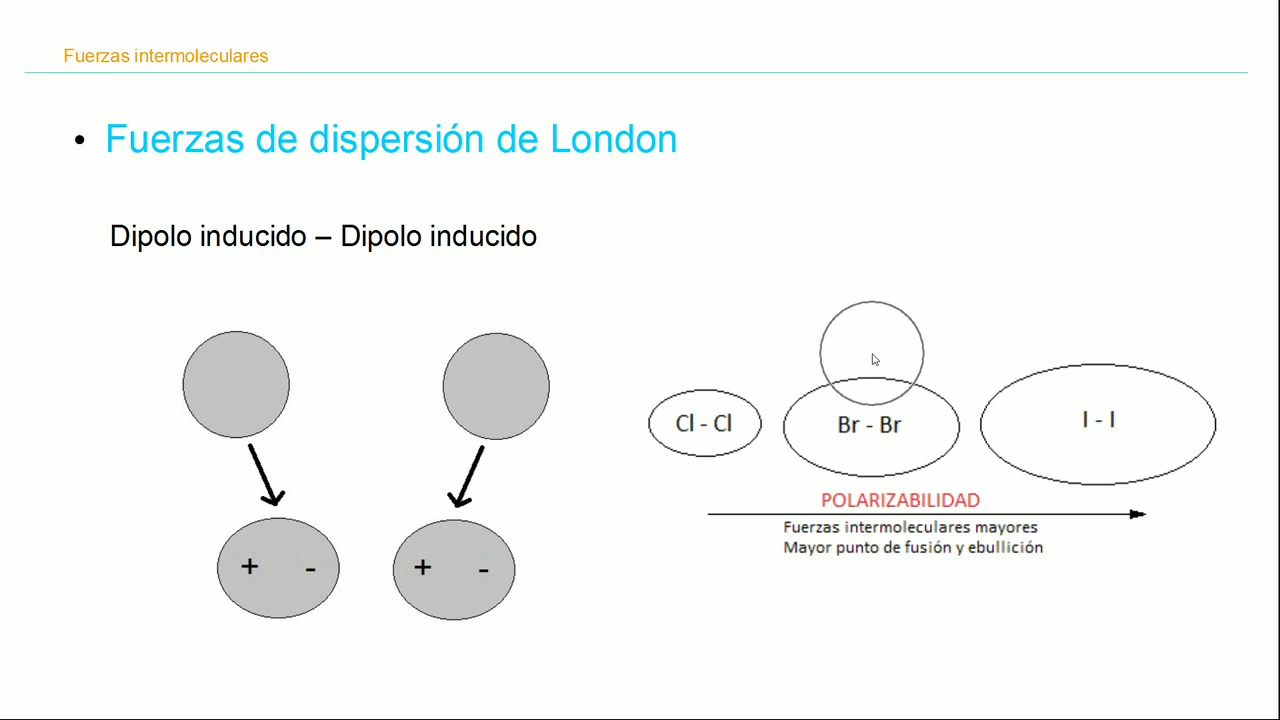 Fuerzas intermoleculares
• Fuerzas de dispersión de London
Dipolo inducido – Dipolo inducido
+ -
+ -
Cl - Cl
Br - Br
I - I
POLARIZABILIDAD
Fuerzas intermoleculares mayores
Mayor punto de fusión y ebullición